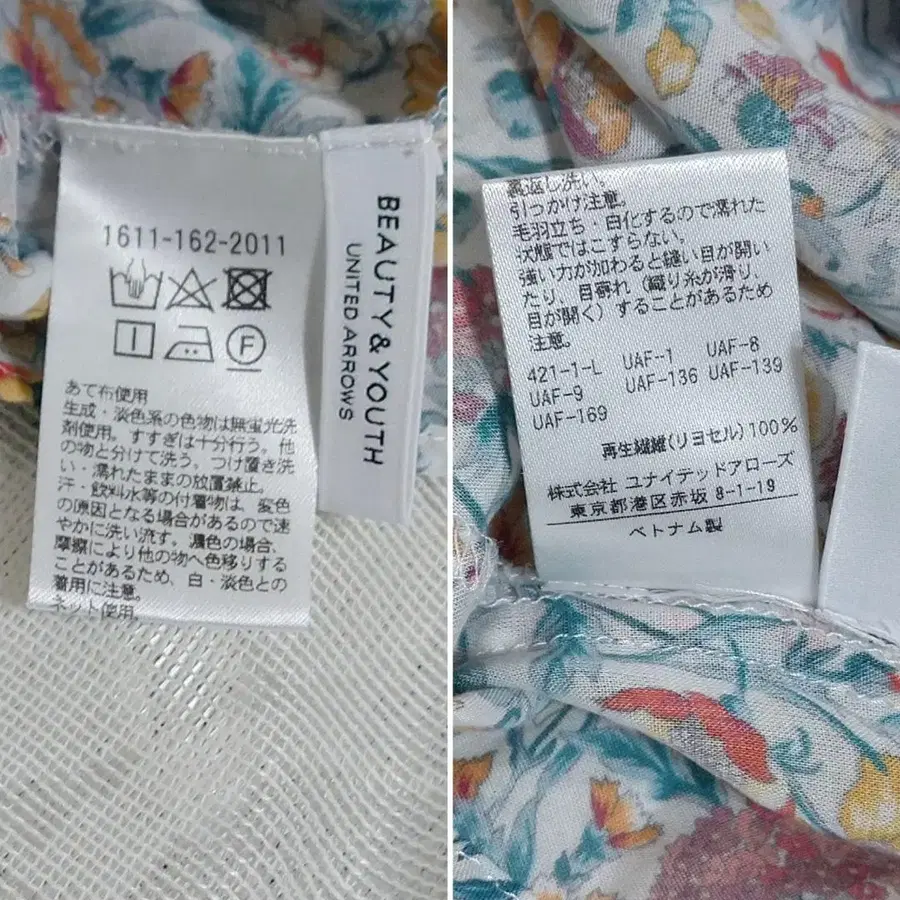 1611-162-2011
F
あて布使用
生成・淡色系の色物は無蛍光洗
剤使用。すすぎは十分行う。他
の物と分けて洗う。つけ置き洗
い・濡れたままの放置禁止。
汗・飲料水等の付着物は、変色
の原因となる場合があるので速
やかに洗い流す。濃色の場合、
摩擦により他の物へ色移りする
ことがあるため、白・淡色との
着用に注意。
ネット使用。
BEAUTY & YOUTH
UNITED ARROWS
裏返し洗い。
引っかけ注意。
毛羽立ち・白化するので濡れた
状態ではこすらない。
強い力が加わると縫い目が開い
たり、目寄れ（織り糸が滑り、
目が開く）することがあるため
注意。
421-1-L UAF-1 UAF-8
UAF-9 UAF-136 UAF-139
UAF-169
再生繊維(リヨセル)100%
株式会社 ユナイテッドアローズ
東京都港区赤坂 8-1-19
ベトナム製